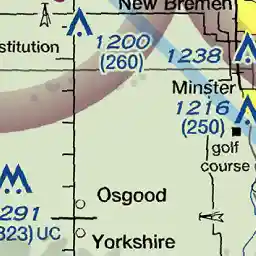 New Bremen
stitution
1200
(260)
1238
Minster
1216
(250)
golf
course
Osgood
291
323) UC
Yorkshire